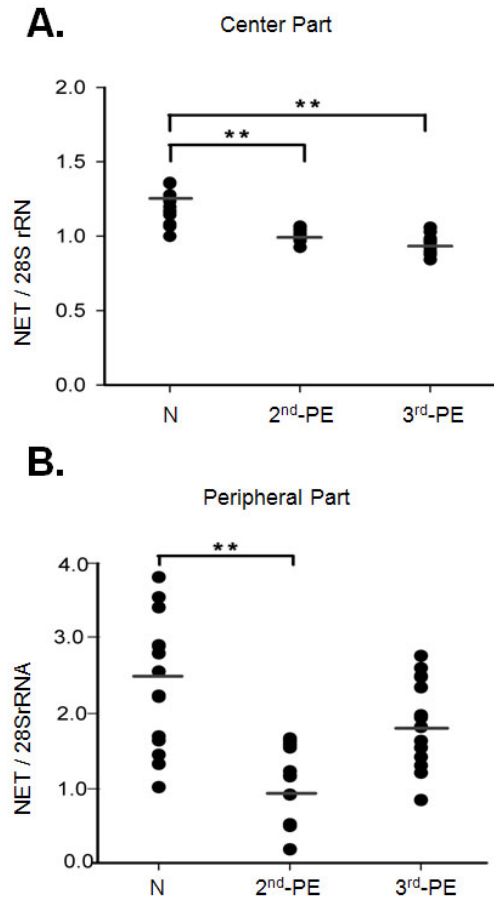 A.
Center Part
NET / 28S rRN
2.0
**
1.5
**
1.0
0.5
0.0
N
2nd-PE
3rd-PE
B.
Peripheral Part
NET / 28SrRNA
4.0
**
3.0
2.0
1.0
0.0
N
2nd-PE
3rd-PE